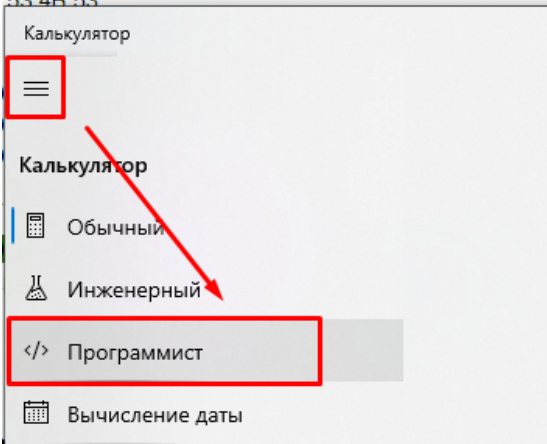 Калькулятор
Калькулятор
Обычный
Инженерный
Программист
Вычисление даты